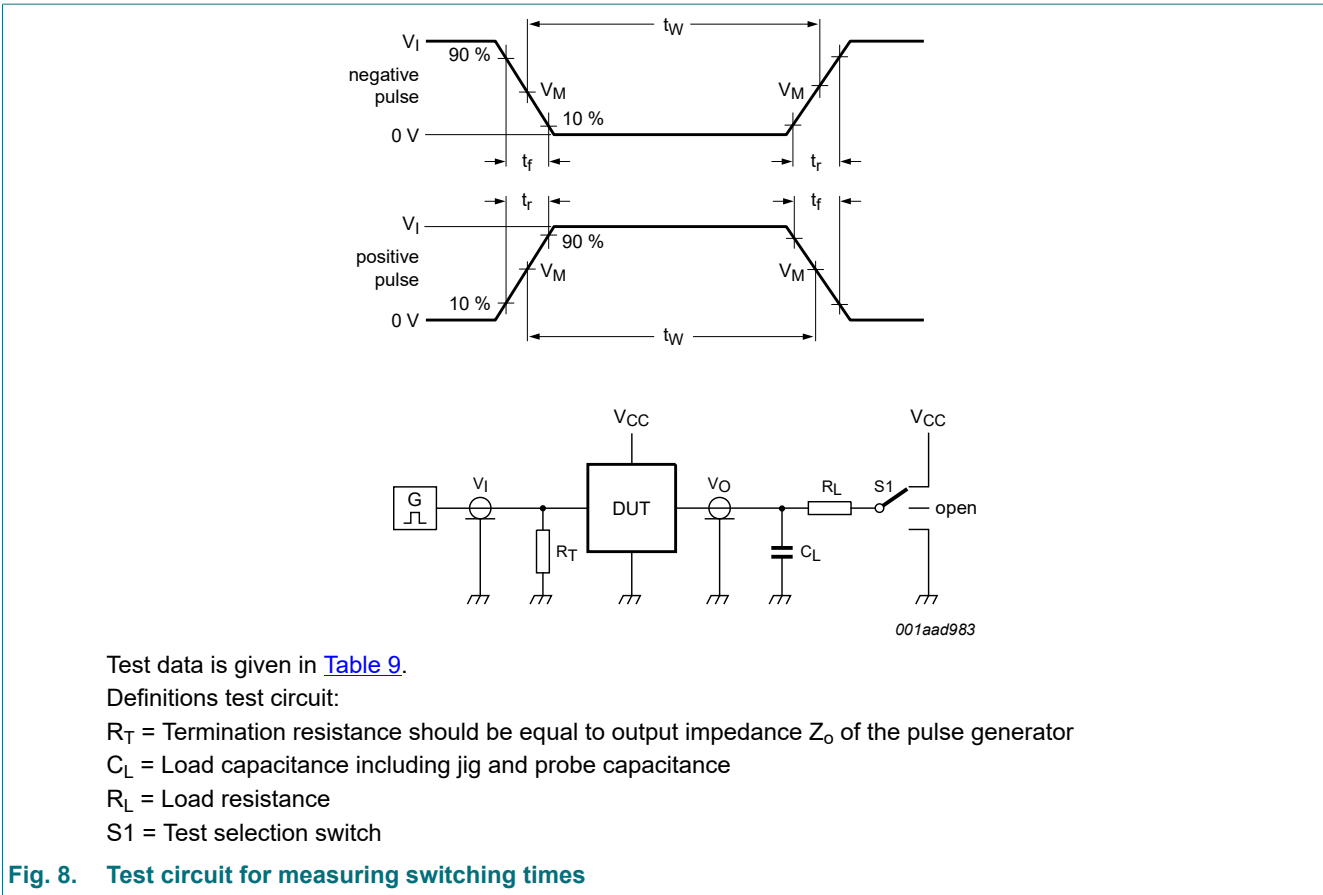 tW
VI
90 %
negative
pulse
VM
VM
10 %
0 V
tf
tr
tr
tf
VI
90 %
positive
pulse
VM
VM
10 %
0 V
tW
VCC
VCC
G
VI
DUT
VO
RL
S1
open
RT
CL
001aad983
Test data is given in Table 9.
Definitions test circuit:
RT = Termination resistance should be equal to output impedance Zo of the pulse generator
CL = Load capacitance including jig and probe capacitance
RL = Load resistance
S1 = Test selection switch
Fig. 8. Test circuit for measuring switching times